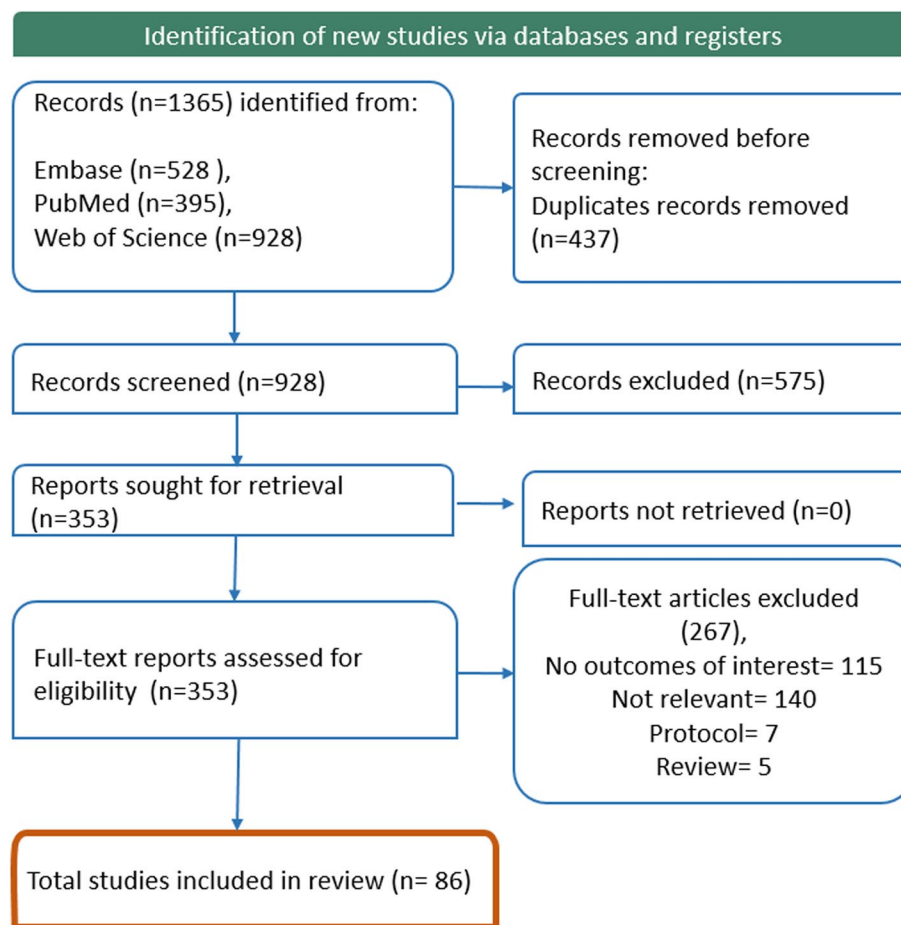 Identification of new studies via databases and registers
Records (n=1365) identified from:
Embase (n=528 ),
PubMed (n=395),
Web of Science (n=928)
Records removed before
screening:
Duplicates records removed
(n=437)
Records screened (n=928)
Records excluded (n=575)
Reports sought for retrieval
(n=353)
Reports not retrieved (n=0)
Full-text reports assessed for
eligibility (n=353)
Full-text articles excluded
(267),
No outcomes of interest= 115
Not relevant= 140
Protocol= 7
Review= 5
Total studies included in review (n= 86)